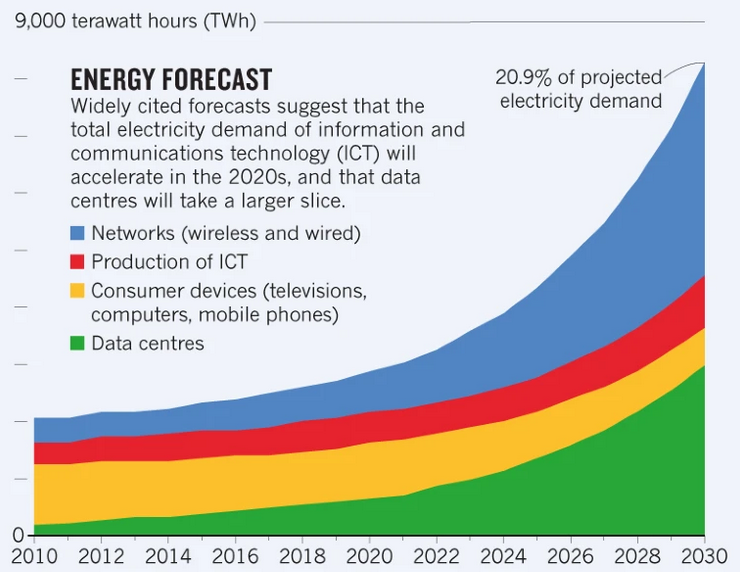 9,000 terawatt hours (TWh)
ENERGY FORECAST
Widely cited forecasts suggest that the
total electricity demand of information and
communications technology (ICT) will
accelerate in the 2020s, and that data
centres will take a larger slice.
20.9% of projected
electricity demand
Networks (wireless and wired)
Production of ICT
Consumer devices (televisions,
computers, mobile phones)
Data centres
0
2010 2012 2014 2016 2018 2020 2022 2024 2026 2028 2030